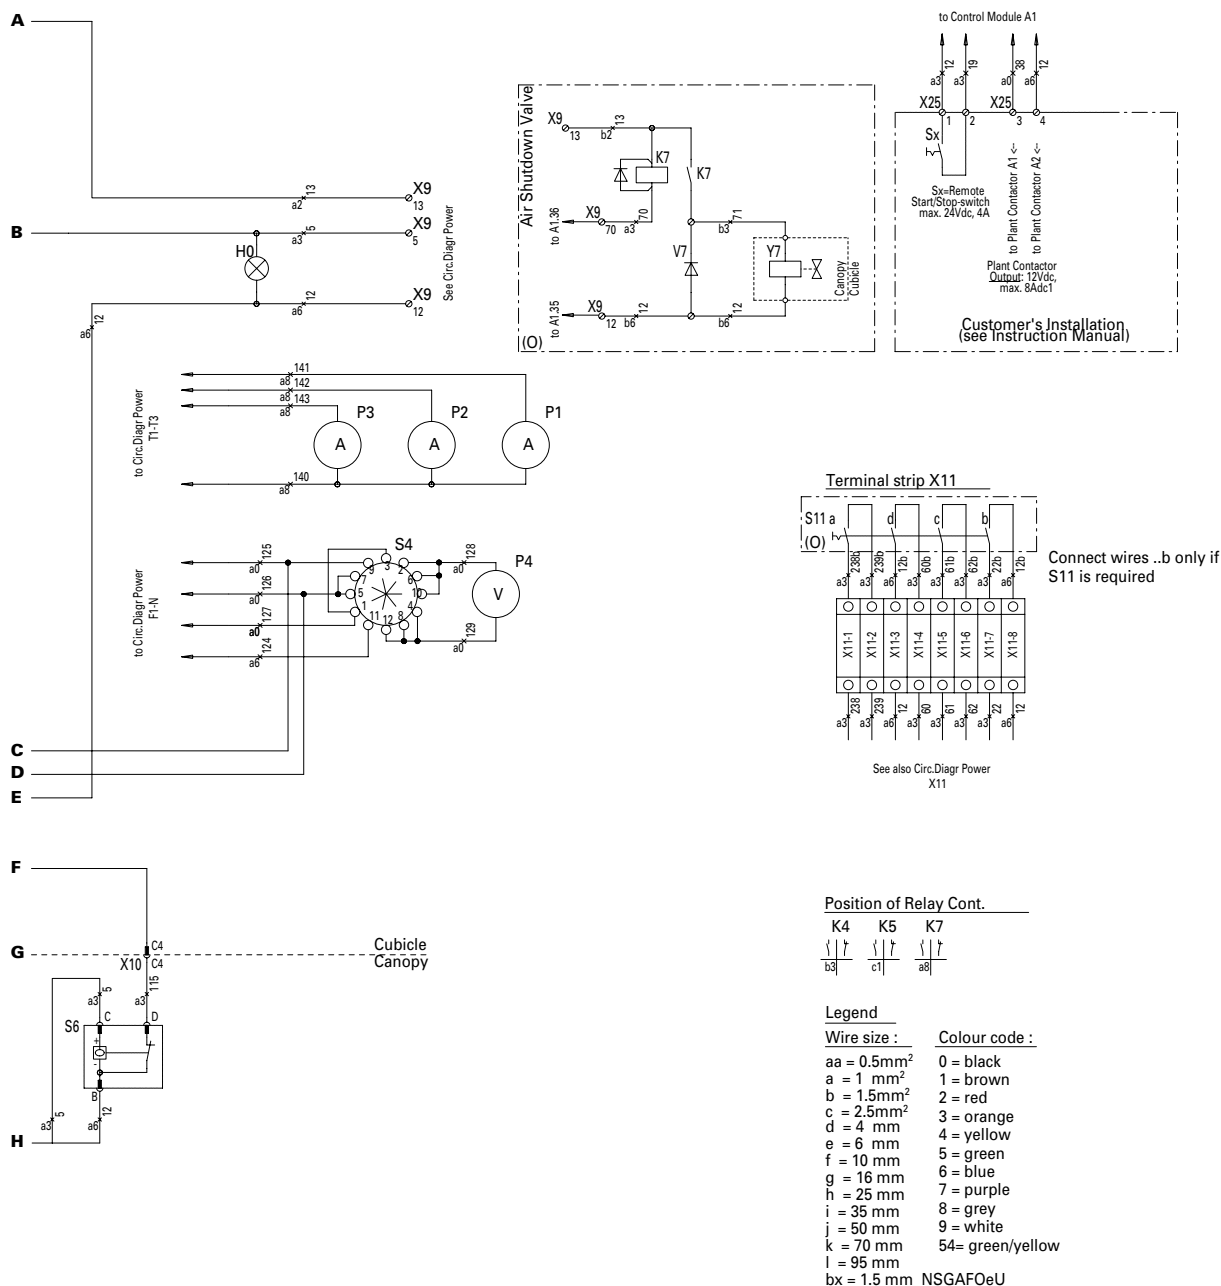 A
a2
13
X9
13
B
a3
5
X9
5
H0
a6
12
X9
12
See Circ.Diagr Power
a6
12
Air Shutdown Valve
X9
13
b2
13
K7
K7
to A1.36
X9
70
a3
70
b3
71
V7
Y7
Canopy
Cubicle
to A1.35
X9
12
b6
12
b6
12
(O)
to Control Module A1
a3
12
a3
19
a0
38
a6
12
X25
1
2
X25
3
4
Sx
Sx=Remote
Start/Stop-switch
max. 24Vdc, 4A
to Plant Contactor A1 <-
to Plant Contactor A2 <-
Plant Contactor
Output: 12Vdc,
max. 8Adc1
Customer's Installation
(see Instruction Manual)
to Circ.Diagr Power
T1-T3
141
a8
142
a8
143
a8
P3
P2
P1
A
A
A
140
a8
to Circ.Diagr Power
F1-N
a0
125
a0
126
a0
127
a6
124
S4
9
3
2
7
6
5
10
1
4
11
12
8
a0
128
P4
V
a0
129
Terminal strip X11
S11
a
d
c
b
(O)
a3
238b
a3
239b
a6
12b
a3
60b
a3
61b
a3
62b
a3
22b
a6
12b
Connect wires ..b only if
S11 is required
X11-1
X11-2
X11-3
X11-4
X11-5
X11-6
X11-7
X11-8
a3
238
a3
239
a6
12
a3
60
a3
61
a3
62
a3
22
a6
12
See also Circ.Diagr Power
X11
C
D
E
F
G
C4
X10
C4
Cubicle
Canopy
a3
5
a3
115
S6
C
D
+
-
B
a3
5
a6
12
H
Position of Relay Cont.
K4
K5
K7
b3
c1
a8
Legend
Wire size :
Colour code :
aa = 0.5mm²
a = 1 mm²
b = 1.5mm²
c = 2.5mm²
d = 4 mm
e = 6 mm
f = 10 mm
g = 16 mm
h = 25 mm
i = 35 mm
j = 50 mm
k = 70 mm
l = 95 mm
bx = 1.5 mm NSGAFOeU
0 = black
1 = brown
2 = red
3 = orange
4 = yellow
5 = green
6 = blue
7 = purple
8 = grey
9 = white
54= green/yellow